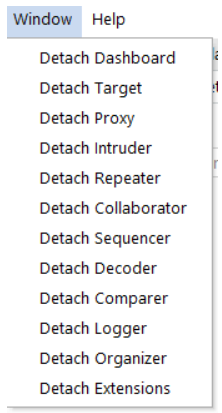 Window Help
Detach Dashboard
Detach Target
Detach Proxy
Detach Intruder
Detach Repeater
Detach Collaborator
Detach Sequencer
Detach Decoder
Detach Comparer
Detach Logger
Detach Organizer
Detach Extensions